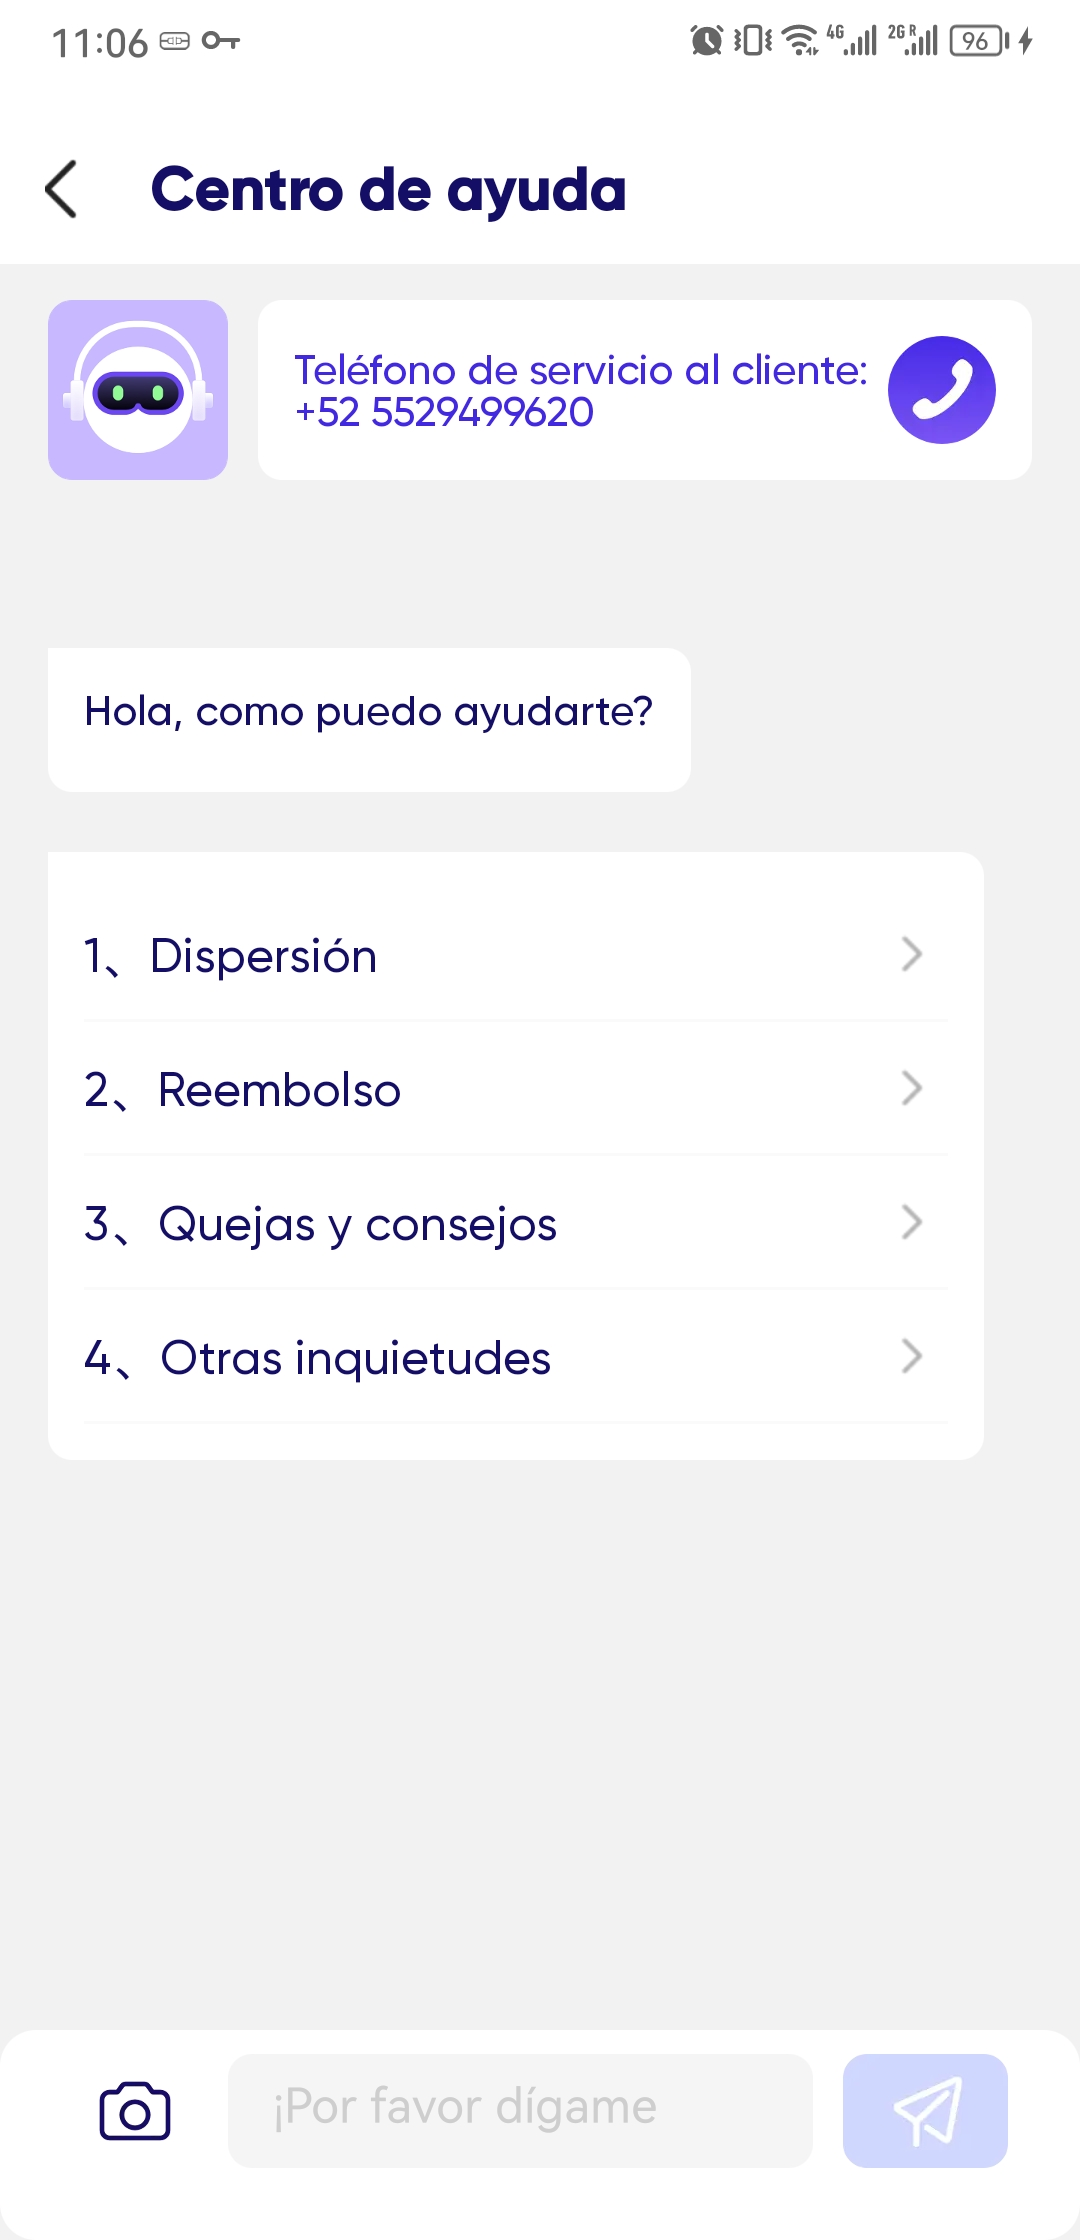 11:06
4G 2G R 96
Centro de ayuda
Teléfono de servicio al cliente:
+52 5529499620
Hola, como puedo ayudarte?
1、Dispersión
2、Reembolso
3、Quejas y consejos
4、Otras inquietudes
¡Por favor dígame